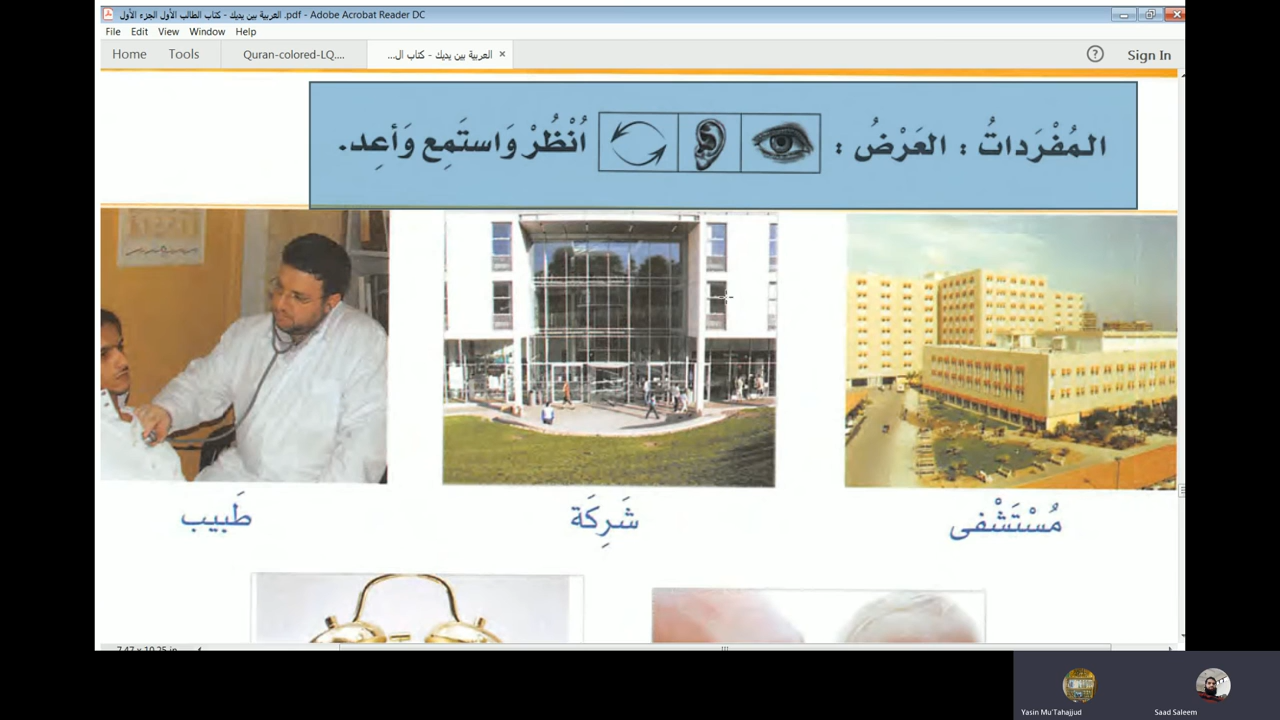 العربية بين يديك - كتاب الطالب الأول الجزء الأول.pdf - Adobe Acrobat Reader DC
File Edit View Window Help
Home Tools Quran-colored-LQ.... العربية بين يديك - كتاب ال... × ? Sign In
المُفْرَداتُ : العَرْضُ : اُنْظُرْ وَاستَمِع وَأعِد.
مُسْتَشْفى شَرِكَة طَبيب
Yasin Mu'Tahajjud Saad Saleem